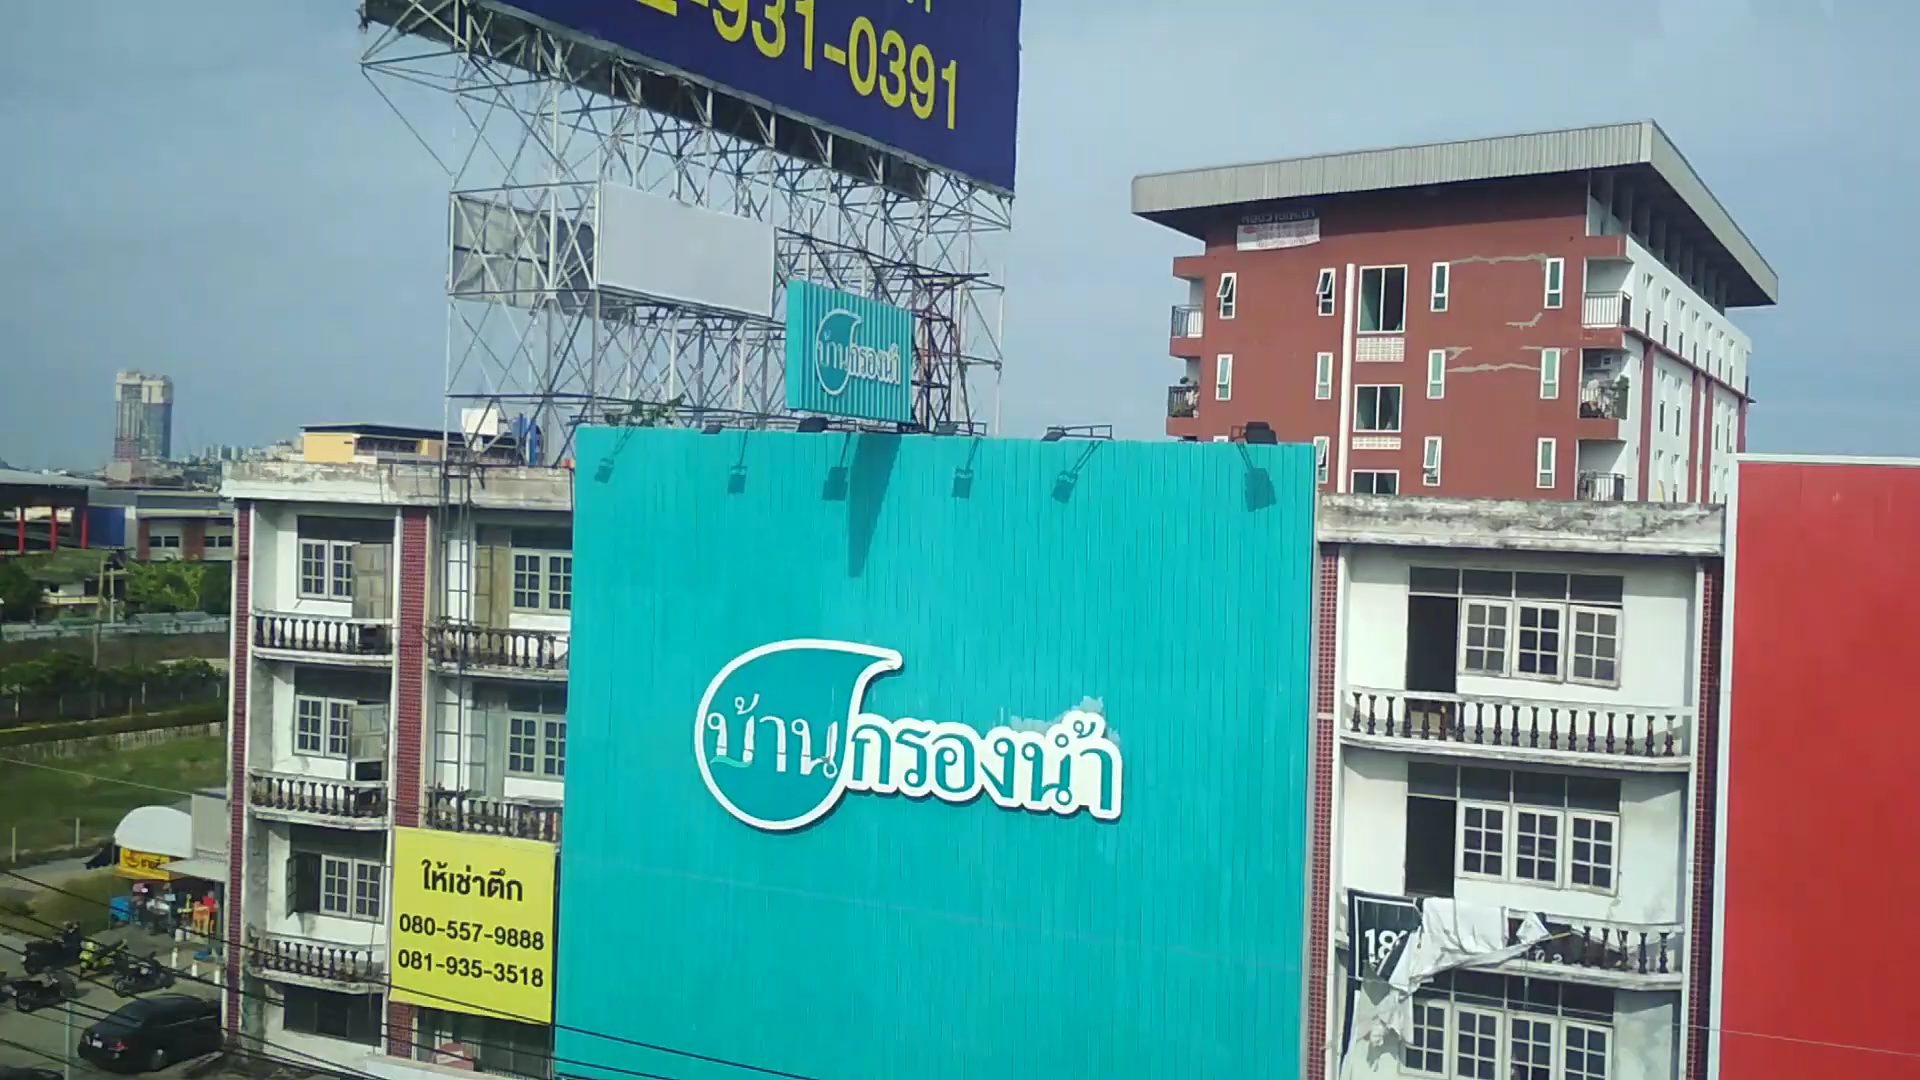 -931-0391
บ้านกรองน้ำ
บ้านกรองน้ำ
ให้เช่าตึก
080-557-9888
081-935-3518